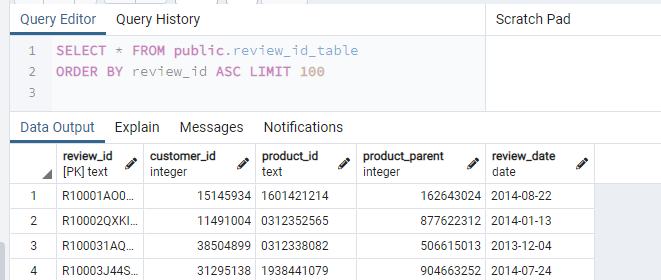 Query Editor Query History Scratch Pad
1 SELECT * FROM public.review_id_table
2 ORDER BY review_id ASC LIMIT 100
3
Data Output Explain Messages Notifications
review_id customer_id product_id product_parent review_date
[PK] text integer text integer date
1 R10001AO0... 15145934 1601421214 162643024 2014-08-22
2 R10002QXKI... 11491004 0312352565 877622312 2014-01-13
3 R100031AQ... 38504899 0312338082 506615013 2013-12-04
4 R10003J44S... 31295138 1938441079 904663252 2014-07-24